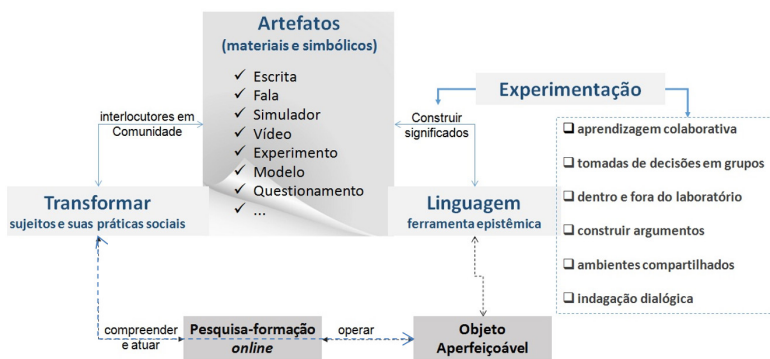 Artefatos
(materiais e simbólicos)
✓ Escrita
✓ Fala
✓ Simulador
✓ Vídeo
✓ Experimento
✓ Modelo
✓ Questionamento
✓ ...
interlocutores em
Comunidade
Construir
significados
Experimentação
❑ aprendizagem colaborativa
❑ tomadas de decisões em grupos
❑ dentro e fora do laboratório
❑ construir argumentos
❑ ambientes compartilhados
❑ indagação dialógica
Transformar
sujeitos e suas práticas sociais
Linguagem
ferramenta epistêmica
compreender
e atuar
Pesquisa-formação
online
operar
Objeto
Aperfeiçoável